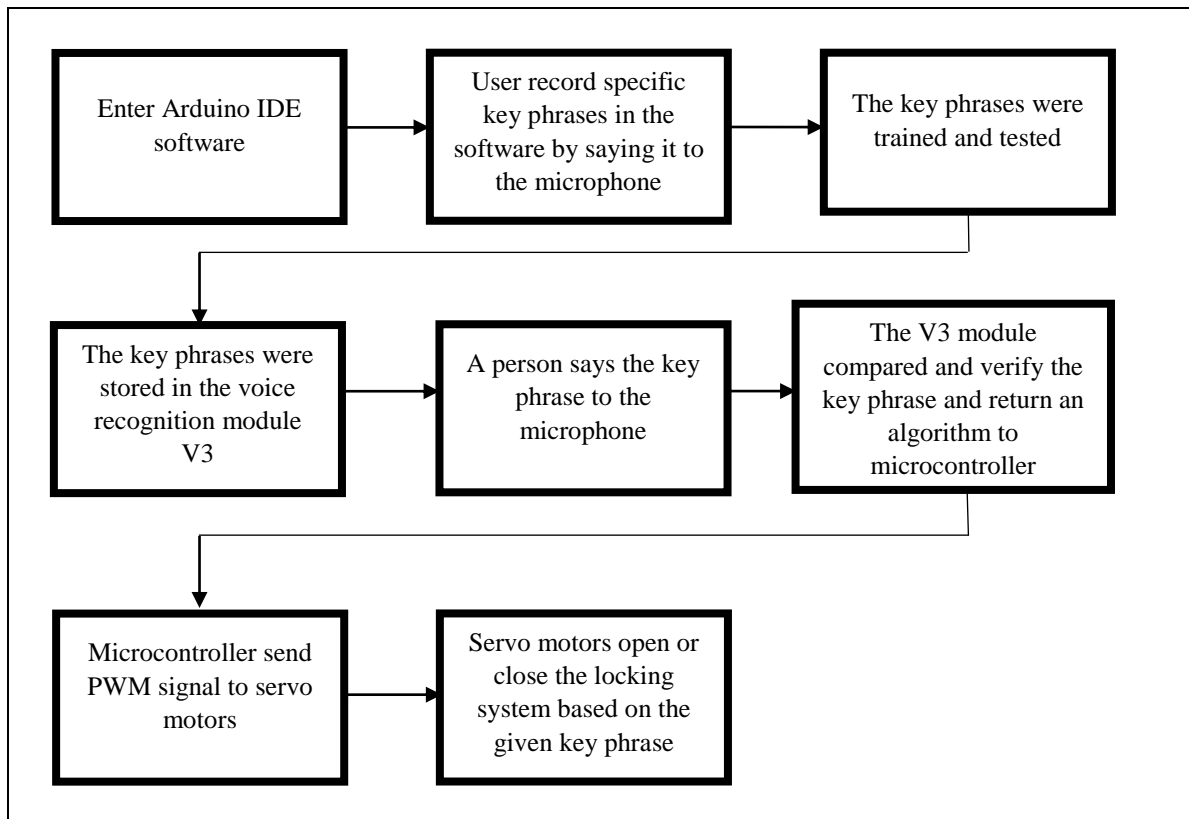 Enter Arduino IDE
software
User record specific
key phrases in the
software by saying it to
the microphone
The key phrases were
trained and tested
The key phrases were
stored in the voice
recognition module
V3
A person says the key
phrase to the
microphone
The V3 module
compared and verify the
key phrase and return an
algorithm to
microcontroller
Microcontroller send
PWM signal to servo
motors
Servo motors open or
close the locking
system based on the
given key phrase